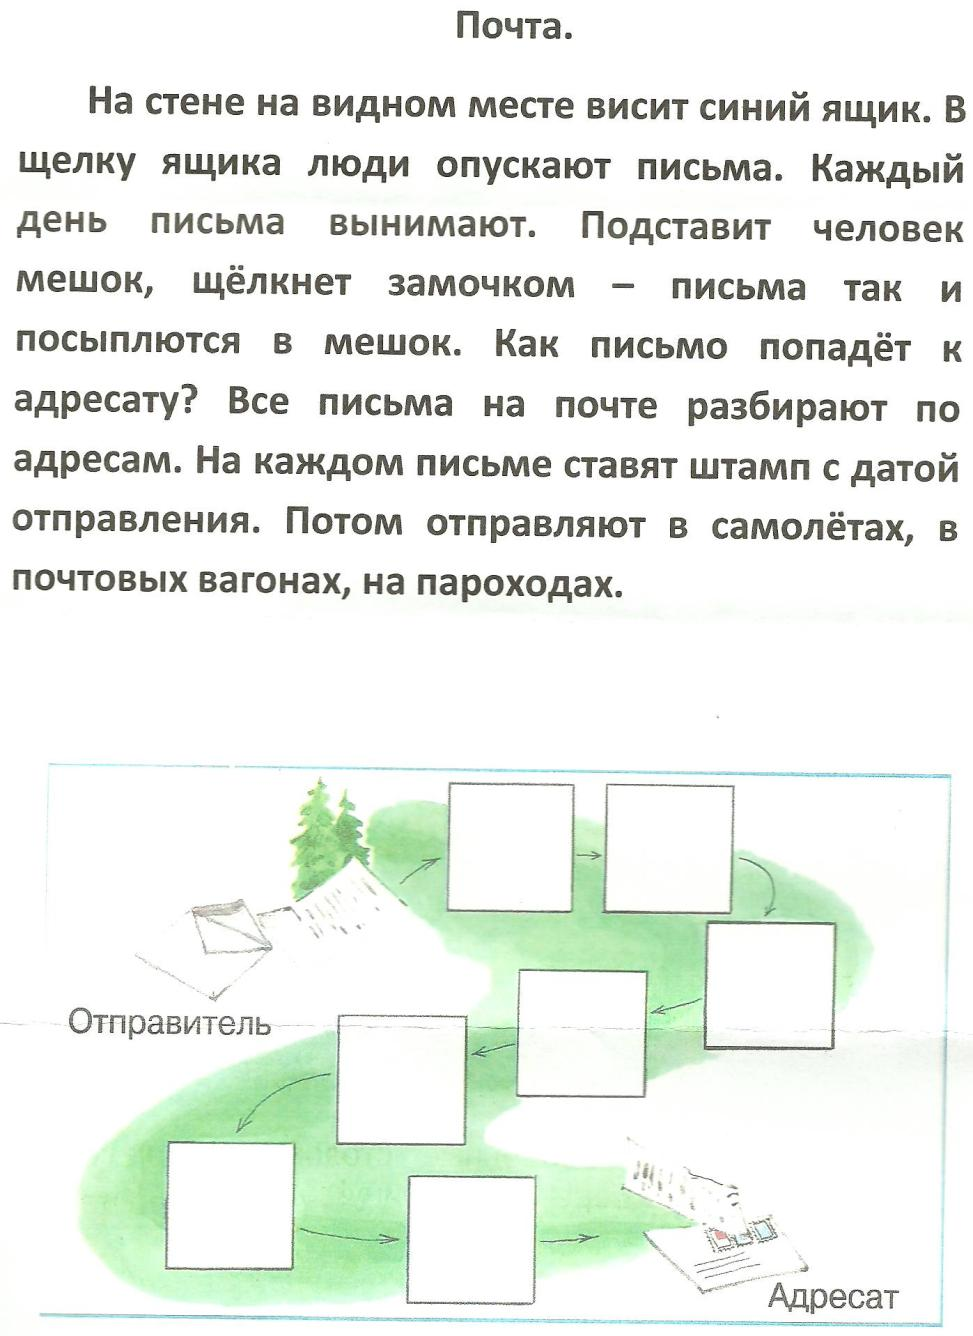 Почта.
На стене на видном месте висит синий ящик. В
щелку ящика люди опускают письма. Каждый
день письма вынимают. Подставит человек
мешок, щёлкнет замочком – письма так и
посыплются в мешок. Как письмо попадёт к
адресату? Все письма на почте разбирают по
адресам. На каждом письме ставят штамп с датой
отправления. Потом отправляют в самолётах, в
почтовых вагонах, на пароходах.
Отправитель
Адресат